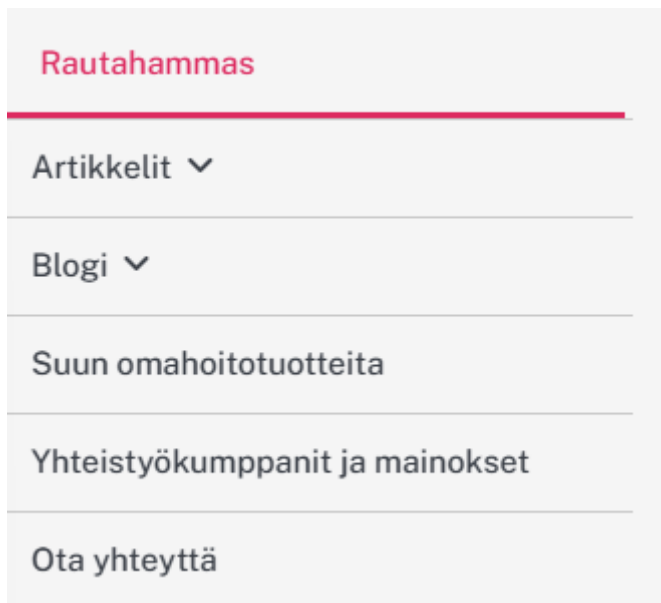 Rautahammas
Artikkelit
Blogi
Suun omahoitotuotteita
Yhteistyökumppanit ja mainokset
Ota yhteyttä